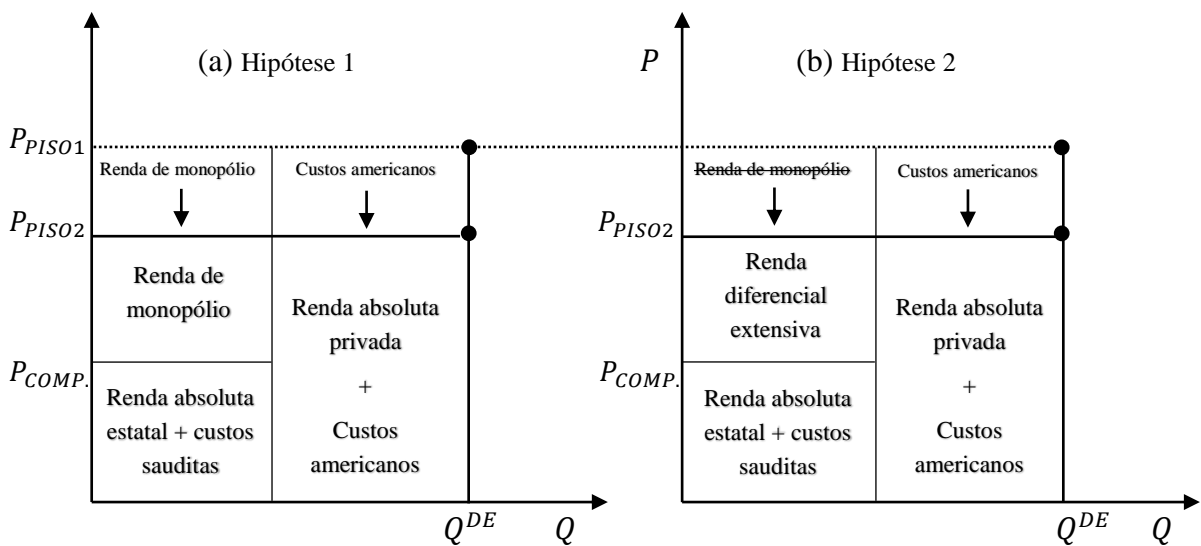 (a) Hipótese 1
P_PISO1
Renda de monopólio
Custos americanos
P_PISO2
Renda de
monopólio
Renda absoluta
privada
+
Custos
americanos
P_COMP.
Renda absoluta
estatal + custos
sauditas
Q^DE
Q
P
(b) Hipótese 2
Renda de monopólio
Custos americanos
P_PISO2
Renda
diferencial
extensiva
Renda absoluta
privada
+
Custos
americanos
P_COMP.
Renda absoluta
estatal + custos
sauditas
Q^DE
Q